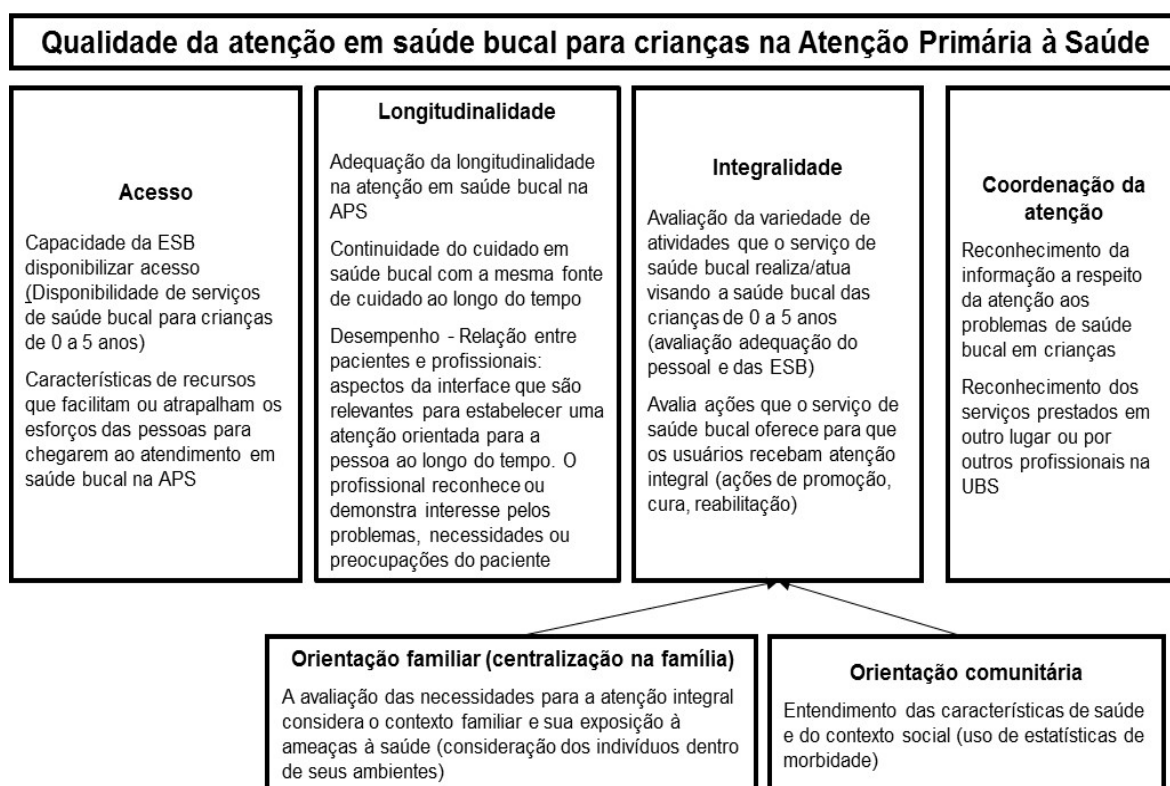 Qualidade da atenção em saúde bucal para crianças na Atenção Primária à Saúde
Acesso
Capacidade da ESB
disponibilizar acesso
(Disponibilidade de serviços
de saúde bucal para crianças
de 0 a 5 anos)
Características de recursos
que facilitam ou atrapalham os
esforços das pessoas para
chegarem ao atendimento em
saúde bucal na APS
Longitudinalidade
Adequação da longitudinalidade
na atenção em saúde bucal na
APS
Continuidade do cuidado em
saúde bucal com a mesma fonte
de cuidado ao longo do tempo
Desempenho - Relação entre
pacientes e profissionais:
aspectos da interface que são
relevantes para estabelecer uma
atenção orientada para a
pessoa ao longo do tempo. O
profissional reconhece ou
demonstra interesse pelos
problemas, necessidades ou
preocupações do paciente
Integralidade
Avaliação da variedade de
atividades que o serviço de
saúde bucal realiza/atua
visando a saúde bucal das
crianças de 0 a 5 anos
(avaliação adequação do
pessoal e das ESB)
Avalia ações que o serviço de
saúde bucal oferece para que
os usuários recebam atenção
integral (ações de promoção,
cura, reabilitação)
Coordenação da
atenção
Reconhecimento da
informação a respeito
da atenção aos
problemas de saúde
bucal em crianças
Reconhecimento dos
serviços prestados em
outro lugar ou por
outros profissionais na
UBS
Orientação familiar (centralização na família)
A avaliação das necessidades para a atenção integral
considera o contexto familiar e sua exposição à
ameaças à saúde (consideração dos indivíduos dentro
de seus ambientes)
Orientação comunitária
Entendimento das características de saúde
e do contexto social (uso de estatísticas de
morbidade)